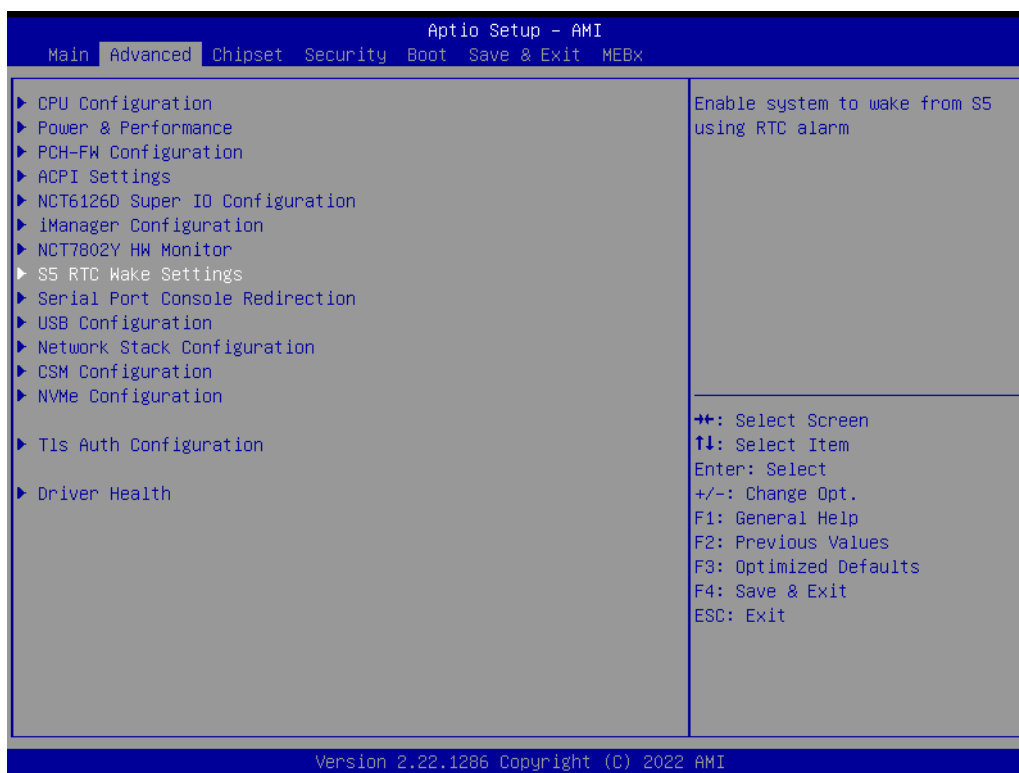 Aptio Setup - AMI
Main Advanced Chipset Security Boot Save & Exit MEBx
CPU Configuration
Power & Performance
PCH-FW Configuration
ACPI Settings
NCT6126D Super IO Configuration
iManager Configuration
NCT7802Y HW Monitor
S5 RTC Wake Settings
Serial Port Console Redirection
USB Configuration
Network Stack Configuration
CSM Configuration
NVMe Configuration
Tls Auth Configuration
Driver Health
Enable system to wake from S5
using RTC alarm
→←: Select Screen
↑↓: Select Item
Enter: Select
+/-: Change Opt.
F1: General Help
F2: Previous Values
F3: Optimized Defaults
F4: Save & Exit
ESC: Exit
Version 2.22.1286 Copyright (C) 2022 AMI